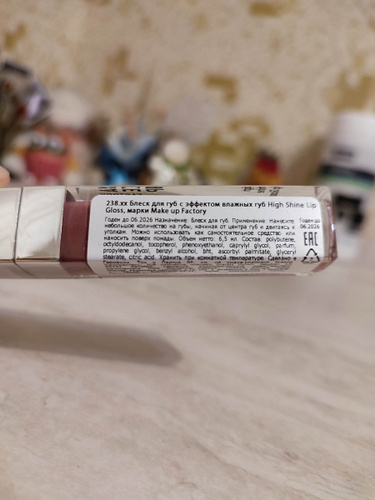 238.xx Блеск для губ с эффектом влажных губ High Shine Lip
Gloss, марки Make up Factory
Годен до 06.2026 Назначение: Блеск для губ. Применение: Нанесите
небольшое количество на губы, начиная от центра губ и двигаясь к
уголкам. Можно использовать как самостоятельное средство или
наносить поверх помады. Объем нетто: 6,5 мл. Состав: polybutene,
octyldodecanol, tocopherol, phenoxyethanol, caprylyl glycol, parfum,
propylene glycol, benzyl alcohol, bht, ascorbyl palmitate, glyceryl
stearate, citric acid. Хранить при комнатной температуре. Сделано в
Годен до
06.2026
EAC